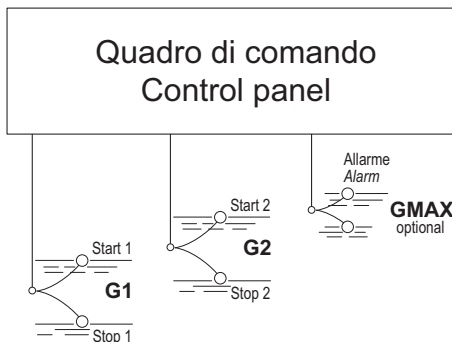 Quadro di comando
Control panel
Allarme
Alarm
GMAX
optional
Start 2
G2
Stop 2
Start 1
G1
Stop 1